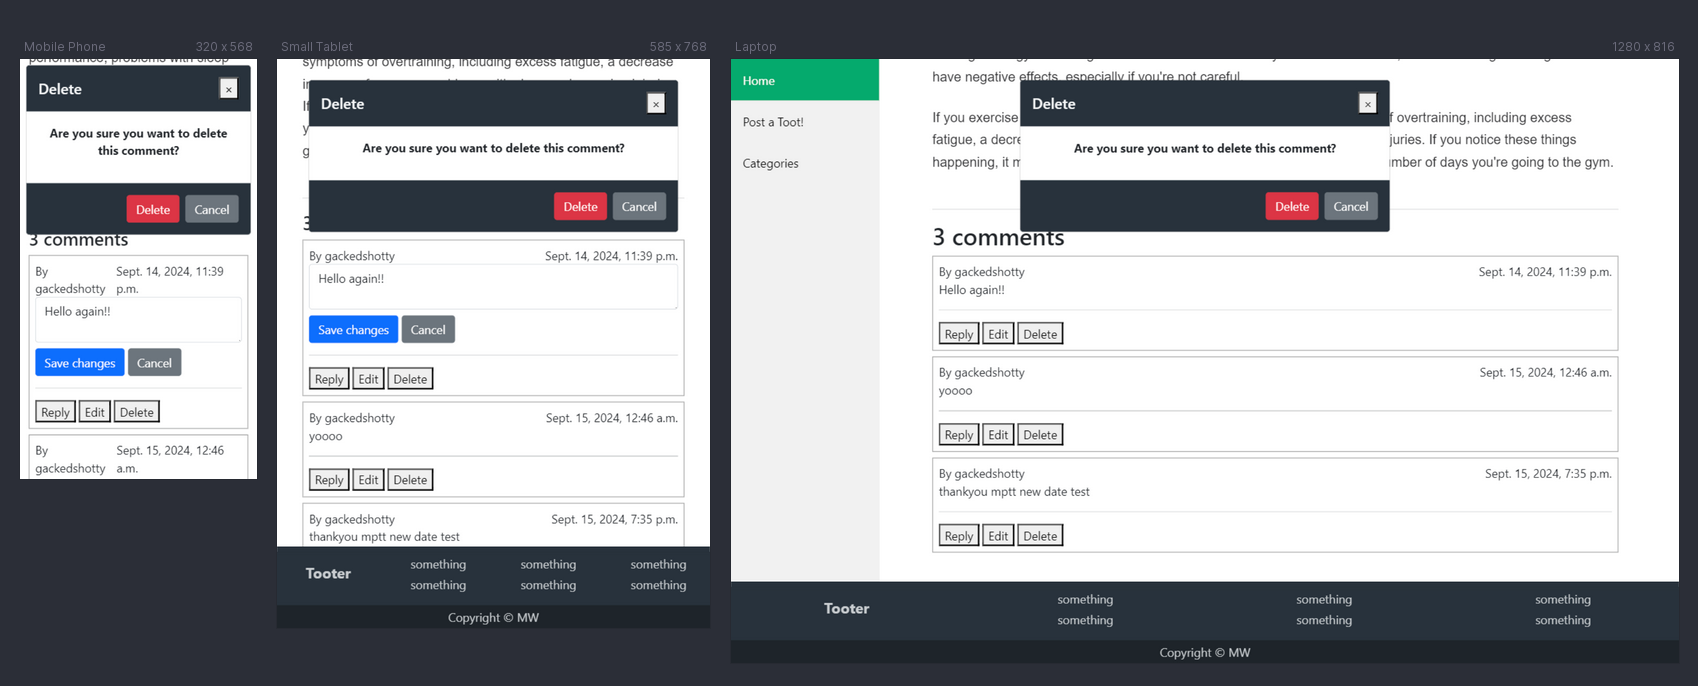 Mobile Phone 320 x 568
performance, problems with sleep
Delete
×
Are you sure you want to delete
this comment?
Delete Cancel
3 comments
By
gackedshotty
Sept. 14, 2024, 11:39
p.m.
Hello again!!
Save changes Cancel
Reply Edit Delete
By
gackedshotty
Sept. 15, 2024, 12:46
a.m.
Small Tablet 585 x 768
symptoms of overtraining, including excess fatigue, a decrease
Delete
×
Are you sure you want to delete this comment?
Delete Cancel
3
By gackedshotty Sept. 14, 2024, 11:39 p.m.
Hello again!!
Save changes Cancel
Reply Edit Delete
By gackedshotty Sept. 15, 2024, 12:46 a.m.
yoooo
Reply Edit Delete
By gackedshotty Sept. 15, 2024, 7:35 p.m.
thankyou mptt new date test
Tooter
something something something
something something something
Copyright © MW
Laptop 1280 x 816
Home
Post a Toot!
Categories
have negative effects, especially if you're not careful.
If you exercise f overtraining, including excess
fatigue, a decre juries. If you notice these things
happening, it m mber of days you're going to the gym.
Delete
×
Are you sure you want to delete this comment?
Delete Cancel
3 comments
By gackedshotty Sept. 14, 2024, 11:39 p.m.
Hello again!!
Reply Edit Delete
By gackedshotty Sept. 15, 2024, 12:46 a.m.
yoooo
Reply Edit Delete
By gackedshotty Sept. 15, 2024, 7:35 p.m.
thankyou mptt new date test
Reply Edit Delete
Tooter
something something something
something something something
Copyright © MW